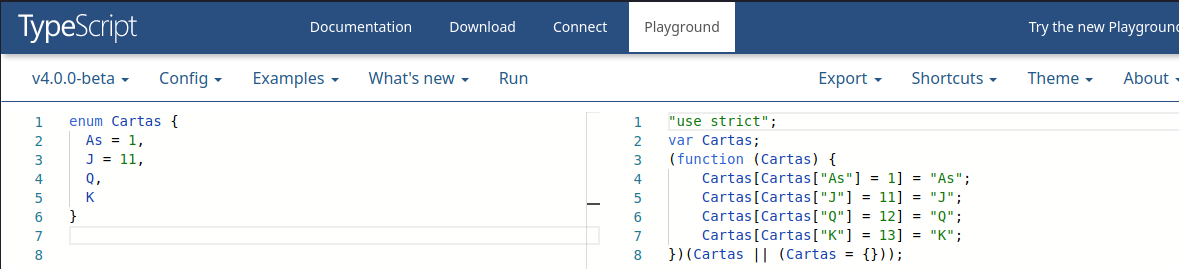 TypeScript Documentation Download Connect Playground Try the new Playground
v4.0.0-beta Config Examples What's new Run Export Shortcuts Theme About
1 enum Cartas {
2 As = 1,
3 J = 11,
4 Q,
5 K
6 }
7
8
1 "use strict";
2 var Cartas;
3 (function (Cartas) {
4 Cartas[Cartas["As"] = 1] = "As";
5 Cartas[Cartas["J"] = 11] = "J";
6 Cartas[Cartas["Q"] = 12] = "Q";
7 Cartas[Cartas["K"] = 13] = "K";
8 })(Cartas || (Cartas = {}));